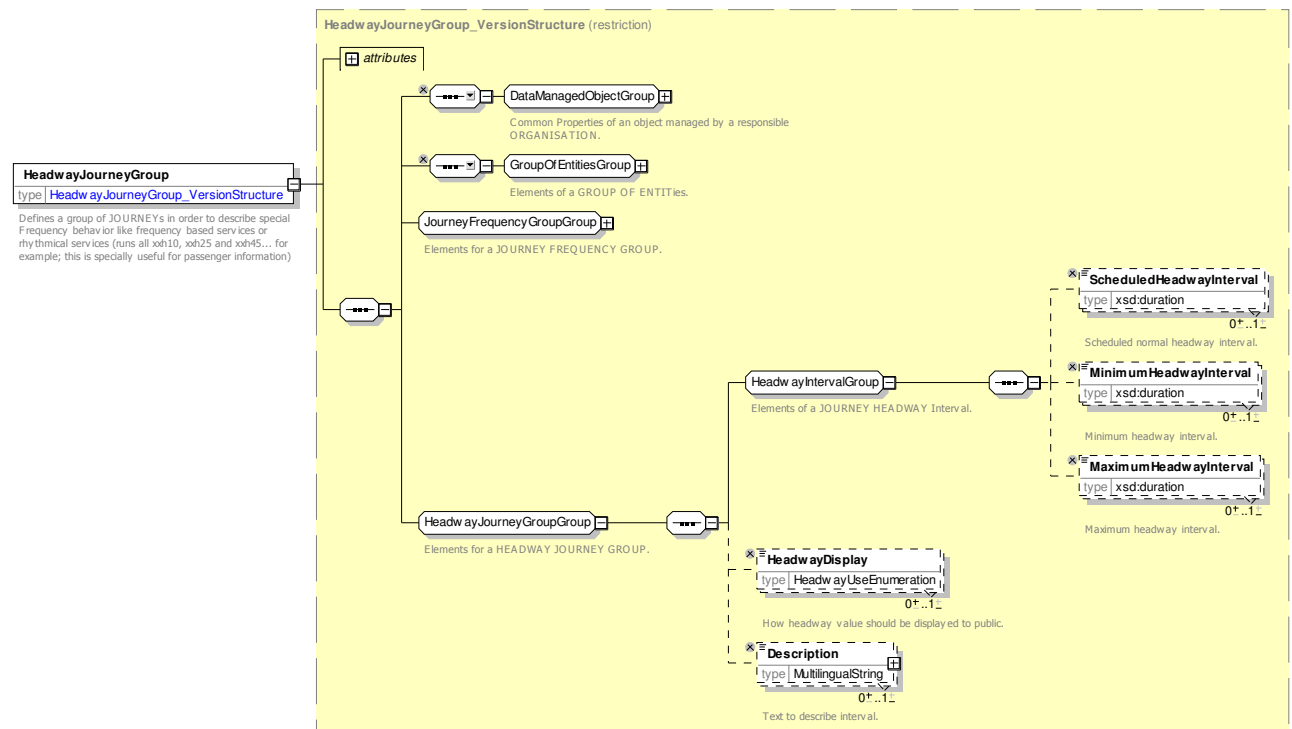 HeadwayJourneyGroup_VersionStructure (restriction)
attributes
DataManagedObjectGroup
Common Properties of an object managed by a responsible
ORGANISATION.
GroupOfEntitiesGroup
Elements of a GROUP OF ENTITIes.
HeadwayJourneyGroup
type HeadwayJourneyGroup_VersionStructure
Defines a group of JOURNEYs in order to describe special
Frequency behavior like frequency based services or
rhythmical services (runs all xxh10, xxh25 and xxh45... for
example; this is specially useful for passenger information)
JourneyFrequencyGroupGroup
Elements for a JOURNEY FREQUENCY GROUP.
ScheduledHeadwayInterval
type xsd:duration
0±..1±
Scheduled normal headway interval.
HeadwayIntervalGroup
Elements of a JOURNEY HEADWAY Interval.
MinimumHeadwayInterval
type xsd:duration
0±..1±
Minimum headway interval.
MaximumHeadwayInterval
type xsd:duration
0±..1±
Maximum headway interval.
HeadwayJourneyGroupGroup
Elements for a HEADWAY JOURNEY GROUP.
HeadwayDisplay
type HeadwayUseEnumeration
0±..1±
How headway value should be displayed to public.
Description
type MultilingualString
0±..1±
Text to describe interval.